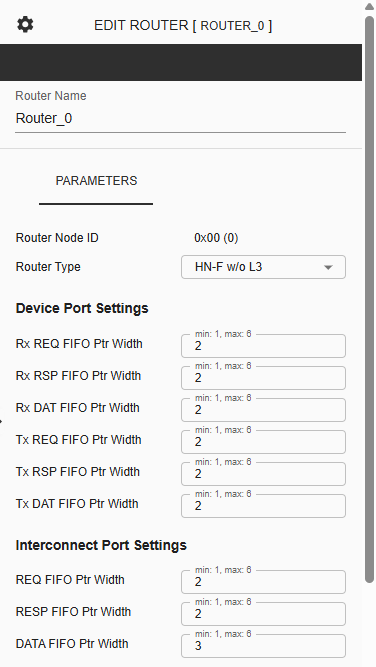 EDIT ROUTER [ ROUTER_0 ]
Router Name
Router_0
PARAMETERS
Router Node ID 0x00 (0)
Router Type HN-F w/o L3
Device Port Settings
min: 1, max: 6
Rx REQ FIFO Ptr Width 2
min: 1, max: 6
Rx RSP FIFO Ptr Width 2
min: 1, max: 6
Rx DAT FIFO Ptr Width 2
min: 1, max: 6
Tx REQ FIFO Ptr Width 2
min: 1, max: 6
Tx RSP FIFO Ptr Width 2
min: 1, max: 6
Tx DAT FIFO Ptr Width 2
Interconnect Port Settings
min: 1, max: 6
REQ FIFO Ptr Width 2
min: 1, max: 6
RESP FIFO Ptr Width 2
min: 1, max: 6
DATA FIFO Ptr Width 3